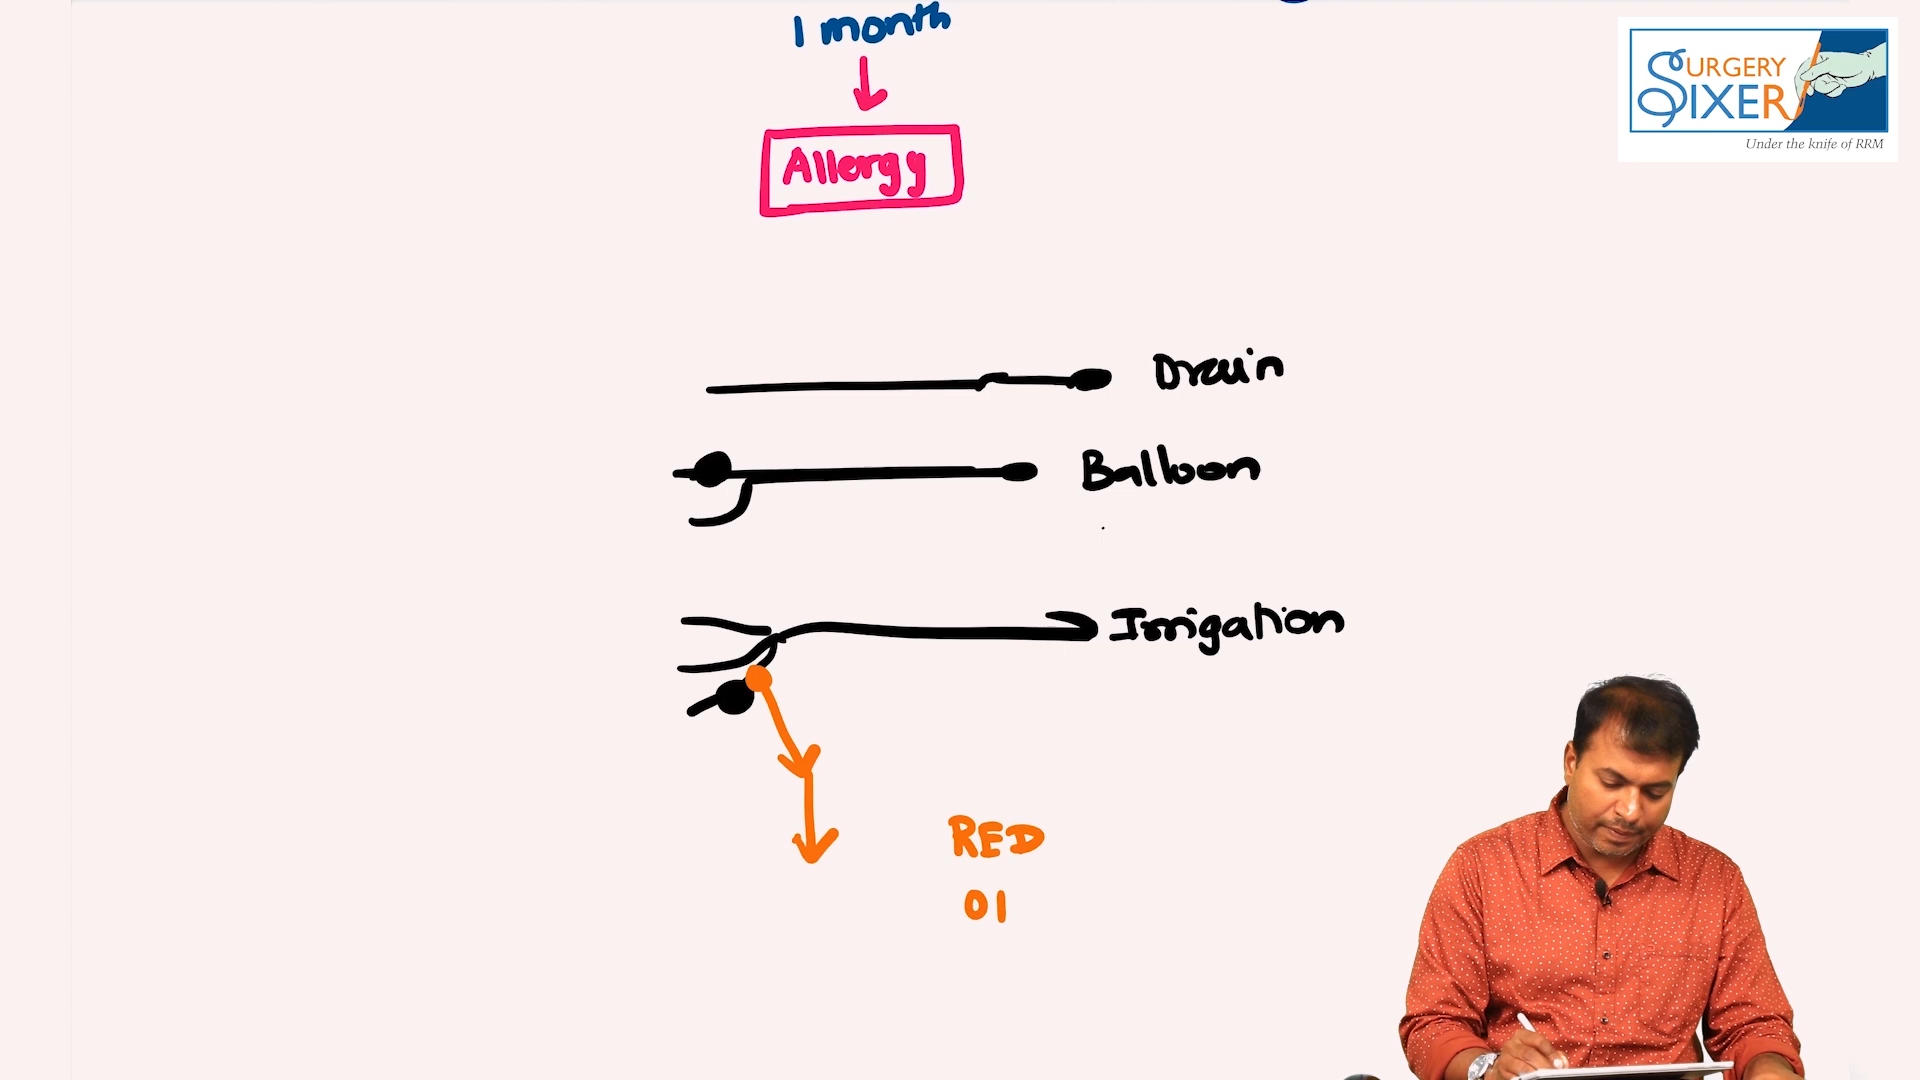 1 month
Allergy
SURGERY
SIXER
Under the knife of RRM
Drain
Balloon
Irrigation
RED
01